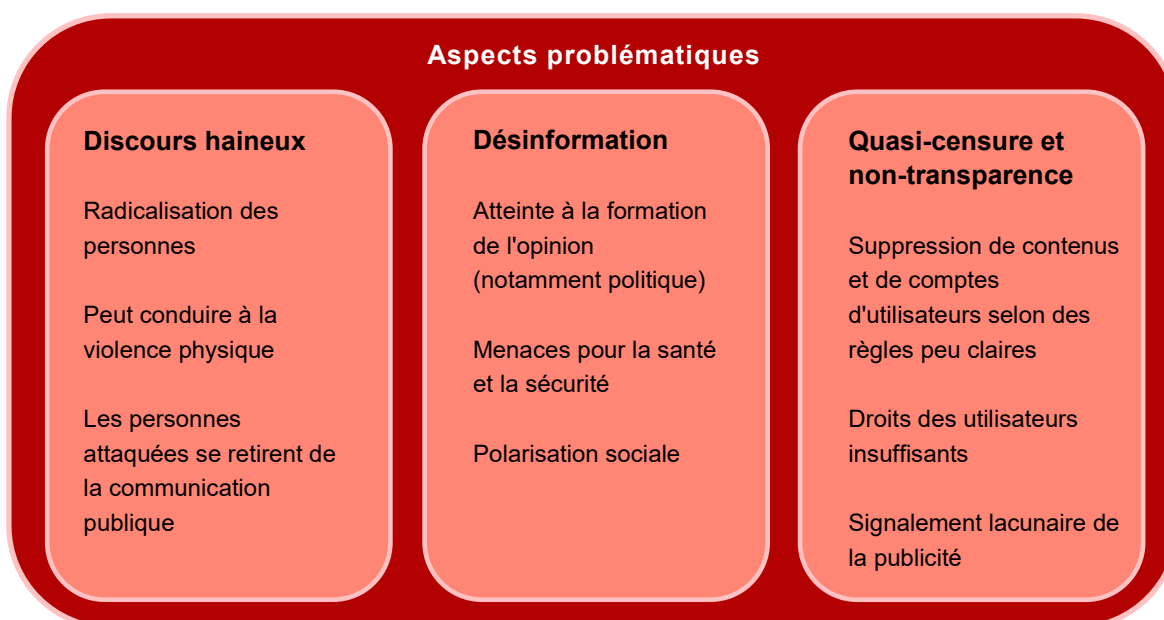 Aspects problématiques
Discours haineux
Radicalisation des
personnes
Peut conduire à la
violence physique
Les personnes
attaquées se retirent de
la communication
publique
Désinformation
Atteinte à la formation
de l'opinion
(notamment politique)
Menaces pour la santé
et la sécurité
Polarisation sociale
Quasi-censure et
non-transparence
Suppression de contenus
et de comptes
d'utilisateurs selon des
règles peu claires
Droits des utilisateurs
insuffisants
Signalement lacunaire de
la publicité